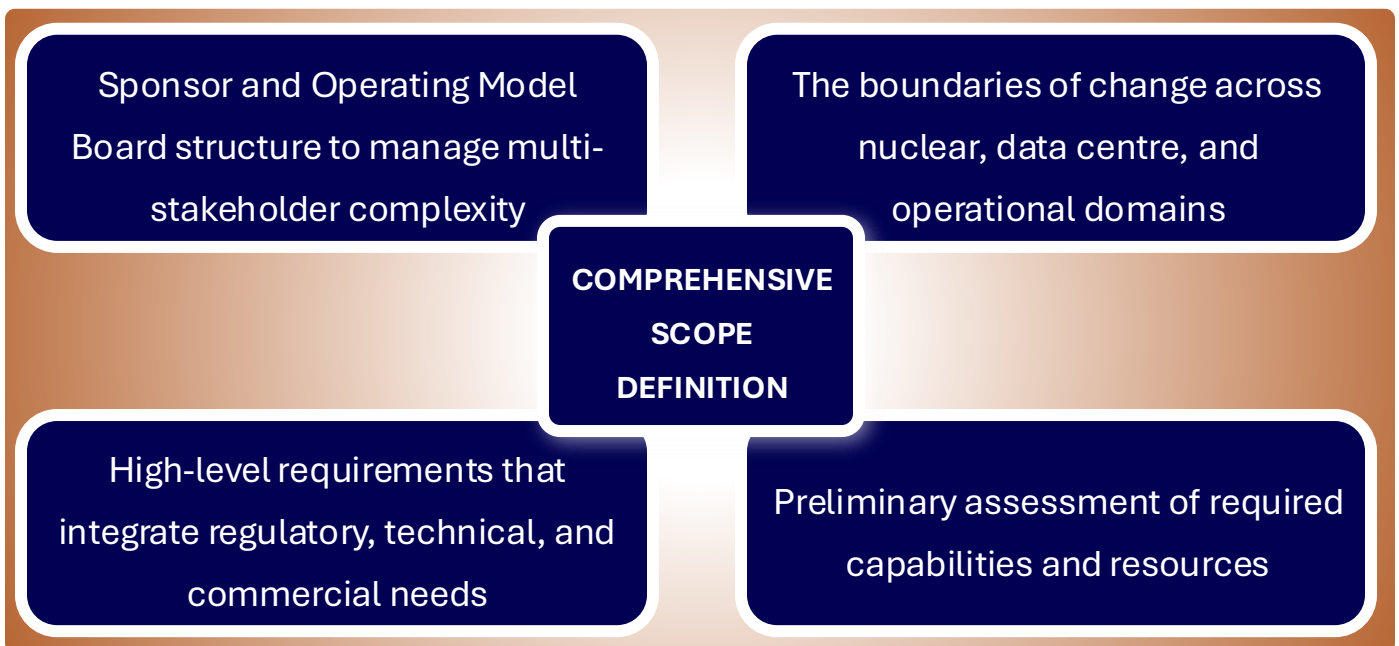 Sponsor and Operating Model
Board structure to manage multi-
stakeholder complexity
The boundaries of change across
nuclear, data centre, and
operational domains
COMPREHENSIVE
SCOPE
DEFINITION
High-level requirements that
integrate regulatory, technical, and
commercial needs
Preliminary assessment of required
capabilities and resources